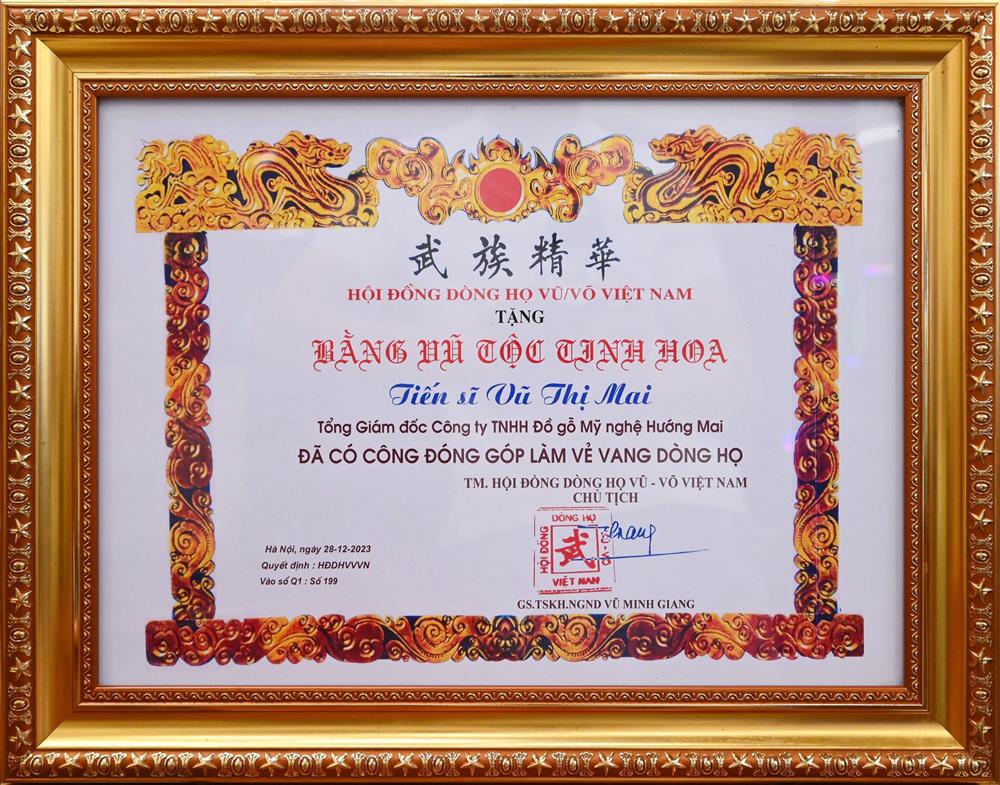 武族精華
HỘI ĐỒNG DÒNG HỌ VŨ/VÕ VIỆT NAM
TẶNG
BẰNG VŨ TỘC TINH HOA
Tiến sĩ Vũ Thị Mai
Tổng Giám đốc Công ty TNHH Đồ gỗ Mỹ nghệ Hướng Mai
ĐÃ CÓ CÔNG ĐÓNG GÓP LÀM VẺ VANG DÒNG HỌ
TM. HỘI ĐỒNG DÒNG HỌ VŨ - VÕ VIỆT NAM
CHỦ TỊCH
DÒNG HỌ
HỘI ĐỒNG
武
VŨ - VÕ
VIỆT NAM
Giang
Hà Nội, ngày 28-12-2023
Quyết định : HĐDHVVVN
Vào sổ Q1 : Số 199
GS.TSKH.NGND VŨ MINH GIANG